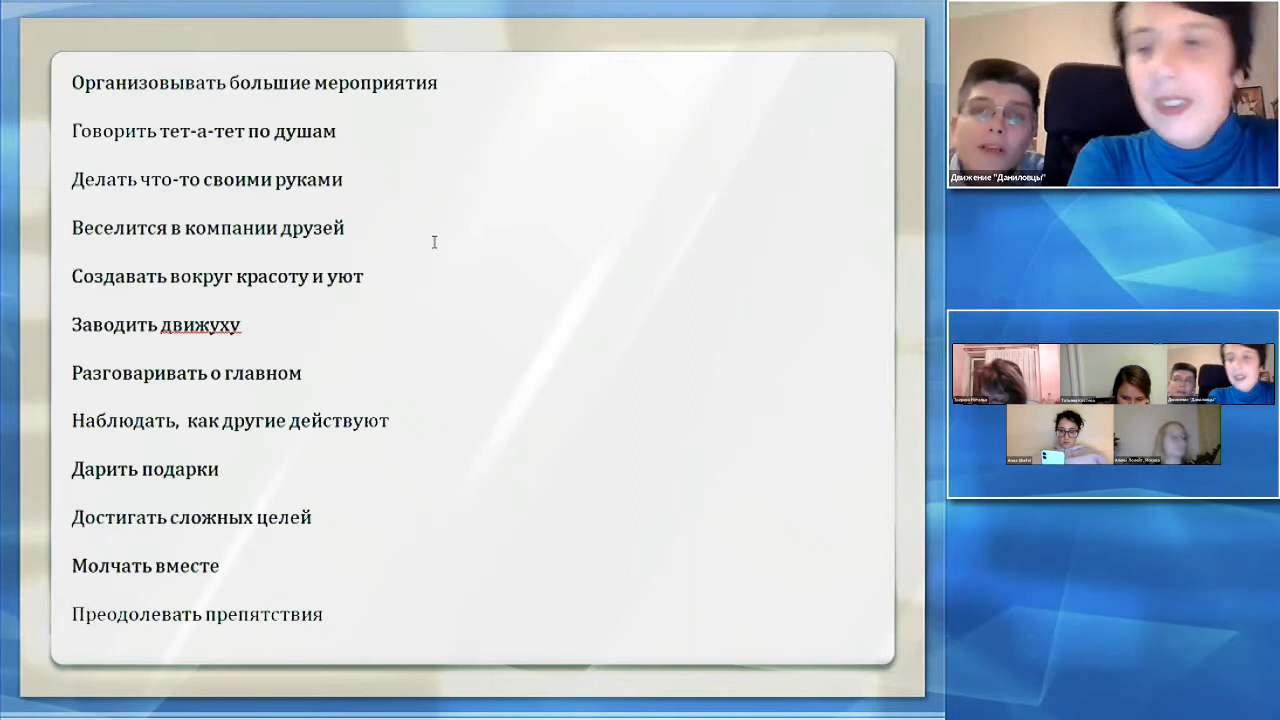 Организовывать большие мероприятия
Говорить тет-а-тет по душам
Делать что-то своими руками
Веселится в компании друзей
Создавать вокруг красоту и уют
Заводить движуху
Разговаривать о главном
Наблюдать,  как другие действуют
Дарить подарки
Достигать сложных целей
Молчать вместе
Преодолевать препятствия
Движение "Даниловцы"
Движение "Даниловцы"